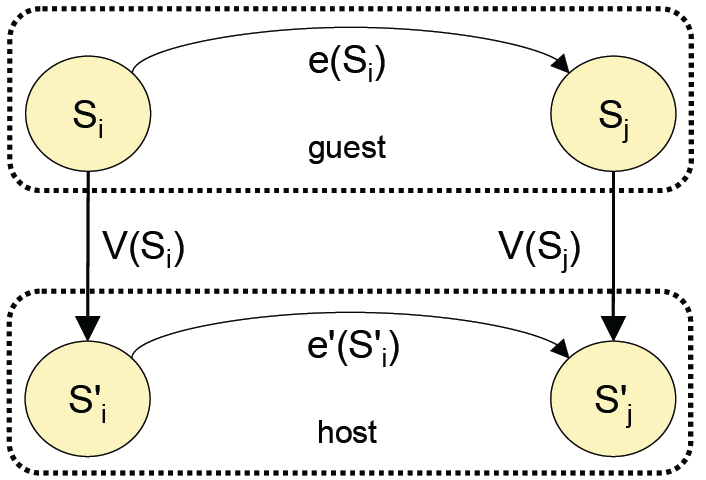 e(Sᵢ)
Sᵢ
Sⱼ
guest
V(Sᵢ)
V(Sⱼ)
e'(S'ᵢ)
S'ᵢ
S'ⱼ
host